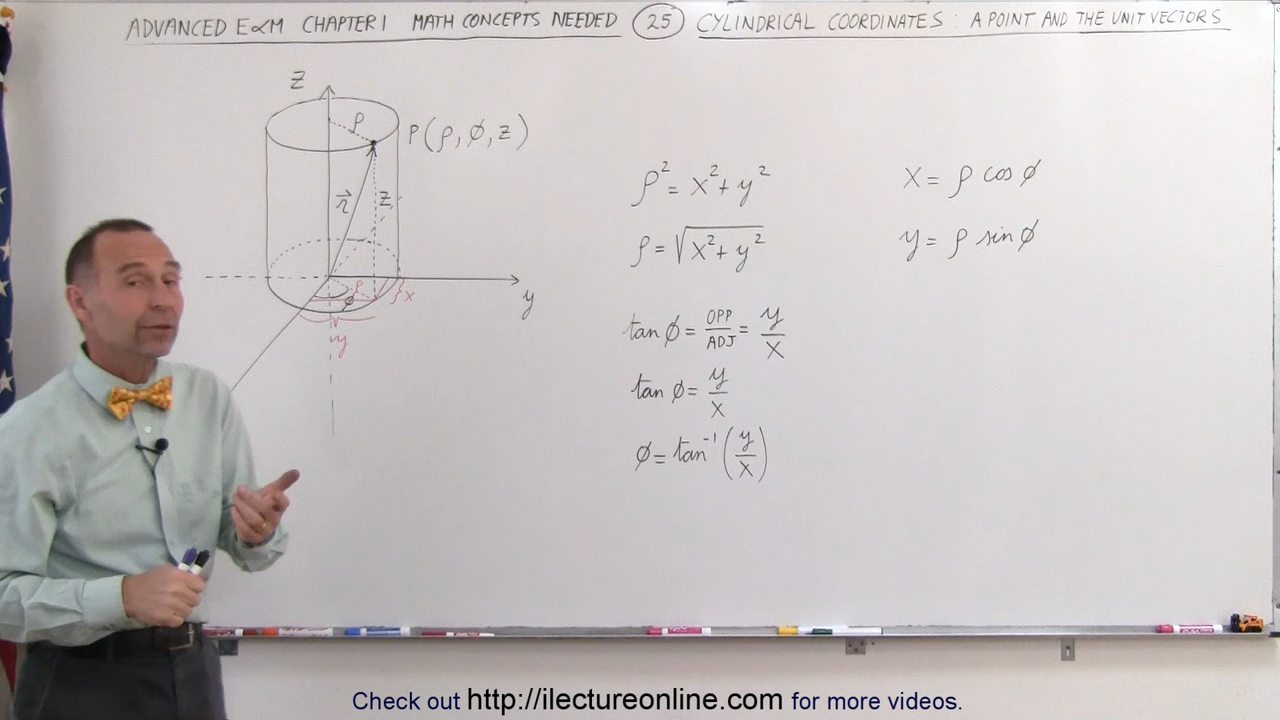 ADVANCED E∝M CHAPTER 1 MATH CONCEPTS NEEDED 25 CYLINDRICAL COORDINATES: A POINT AND THE UNIT VECTORS
Z
ρ
P(ρ, ϕ, z)
r⃗
Z
ρ
x
ϕ
y
y
ρ² = x² + y²
ρ = √(x² + y²)
tan ϕ = OPP/ADJ = y/x
tan ϕ = y/x
ϕ = tan⁻¹(y/x)
x = ρ cos ϕ
y = ρ sin ϕ
Check out http://ilectureonline.com for more videos.